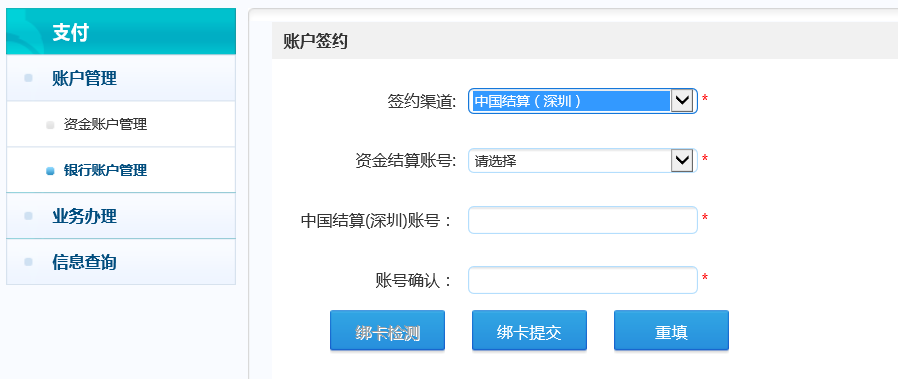 支付
账户管理
资金账户管理
银行账户管理
业务办理
信息查询
账户签约
签约渠道: 中国结算（深圳） *
资金结算账号: 请选择 *
中国结算(深圳)账号： *
账号确认： *
绑卡检测 绑卡提交 重填